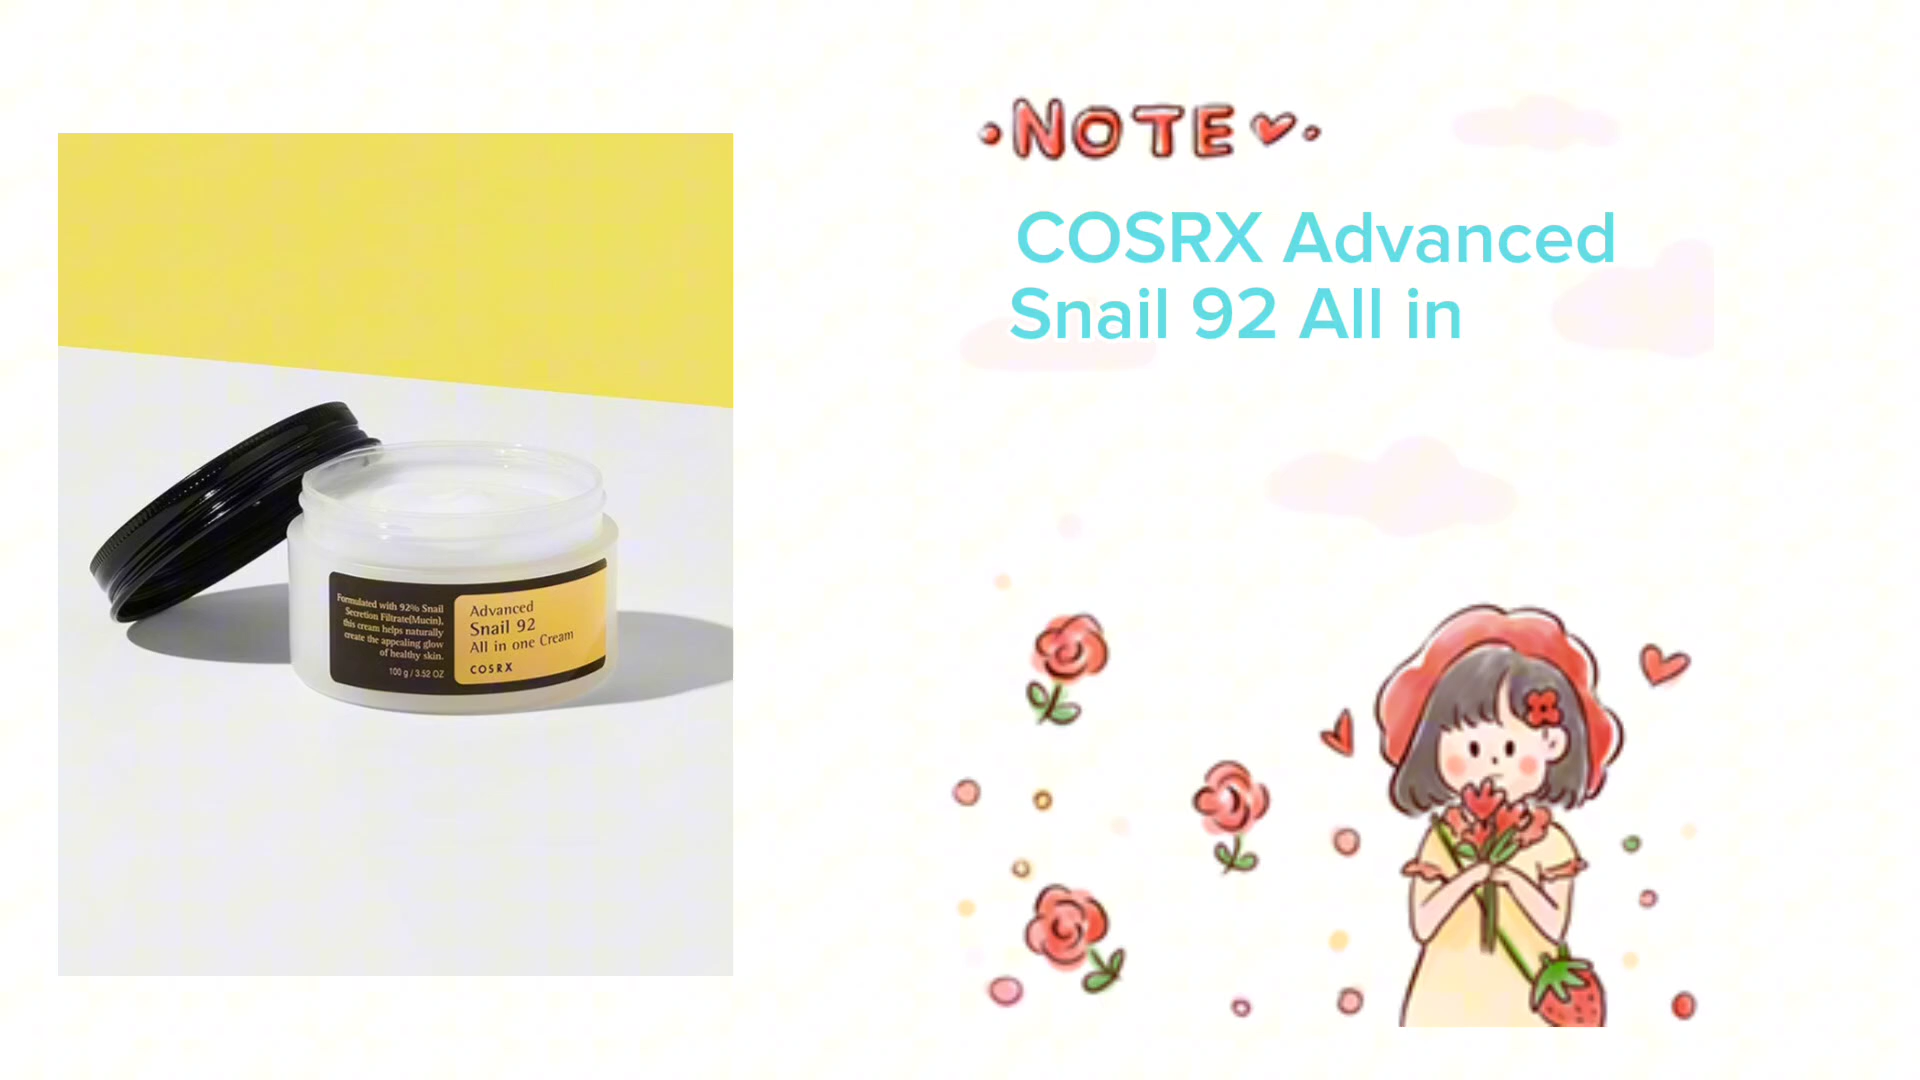 Formulated with 92% Snail
Secretion Filtrate(Mucin),
this cream helps naturally
create the appealing glow
of healthy skin.
100 g / 3.52 OZ
Advanced
Snail 92
All in one Cream
COSRX
NOTE
COSRX Advanced
Snail 92 All in